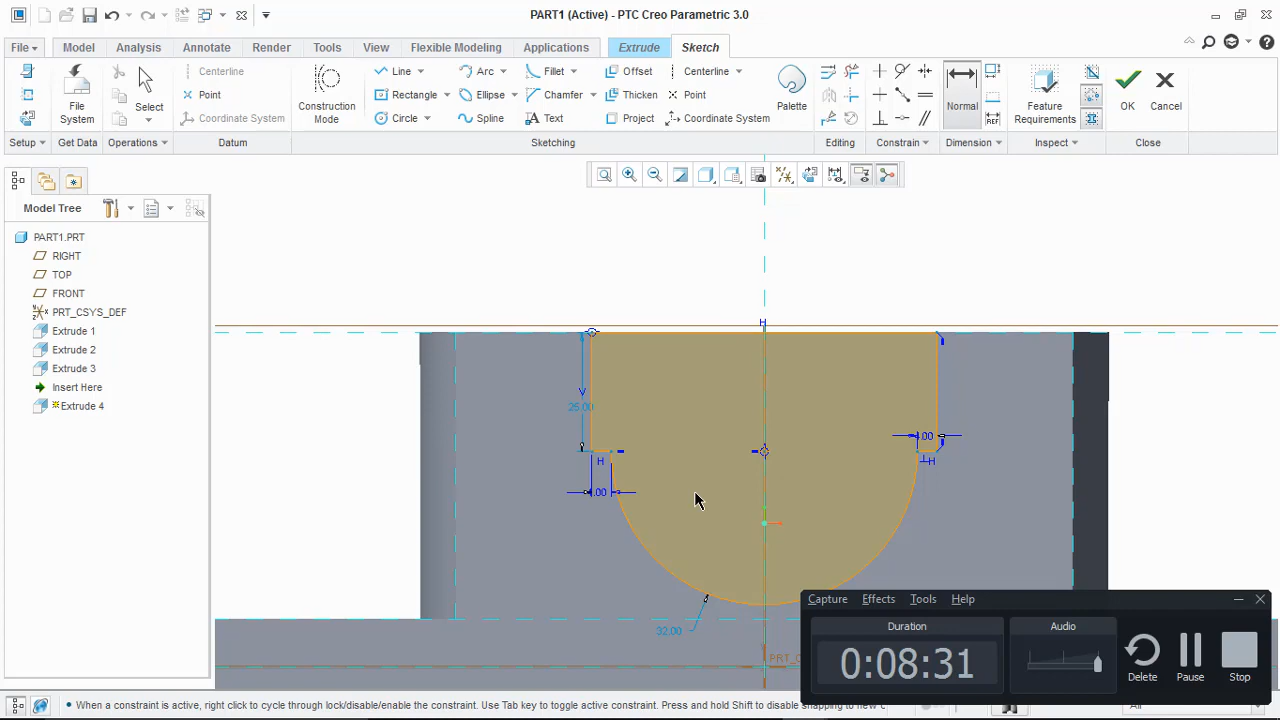 PART1 (Active) - PTC Creo Parametric 3.0
File Model Analysis Annotate Render Tools View Flexible Modeling Applications Extrude Sketch
File System
Select
Centerline
Point
Coordinate System
Construction Mode
Line Arc Fillet Offset Centerline
Rectangle Ellipse Chamfer Thicken Point
Circle Spline Text Project Coordinate System
Palette
Normal
Feature Requirements
OK Cancel
Setup Get Data Operations Datum Sketching Editing Constrain Dimension Inspect Close
Model Tree
PART1.PRT
RIGHT
TOP
FRONT
PRT_CSYS_DEF
Extrude 1
Extrude 2
Extrude 3
Insert Here
Extrude 4
H
V
25.00
4.00
H
H
32.00
Capture Effects Tools Help
Duration Audio
0:08:31
Delete Pause Stop
When a constraint is active, right click to cycle through lock/disable/enable the constraint. Use Tab key to toggle active constraint. Press and hold Shift to disable snapping to